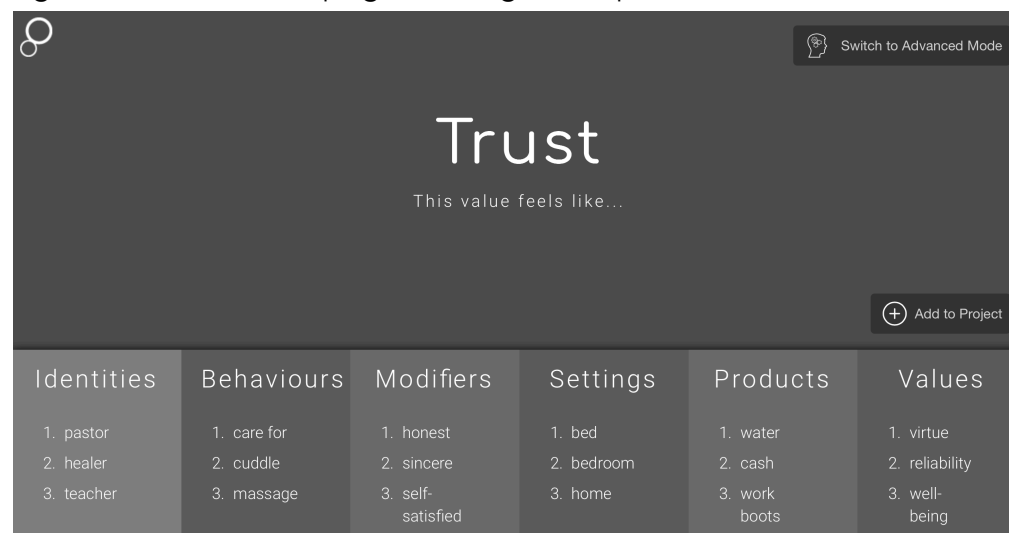 Switch to Advanced Mode
Trust
This value feels like...
Add to Project
Identities
1. pastor
2. healer
3. teacher
Behaviours
1. care for
2. cuddle
3. massage
Modifiers
1. honest
2. sincere
3. self-
satisfied
Settings
1. bed
2. bedroom
3. home
Products
1. water
2. cash
3. work
boots
Values
1. virtue
2. reliability
3. well-
being